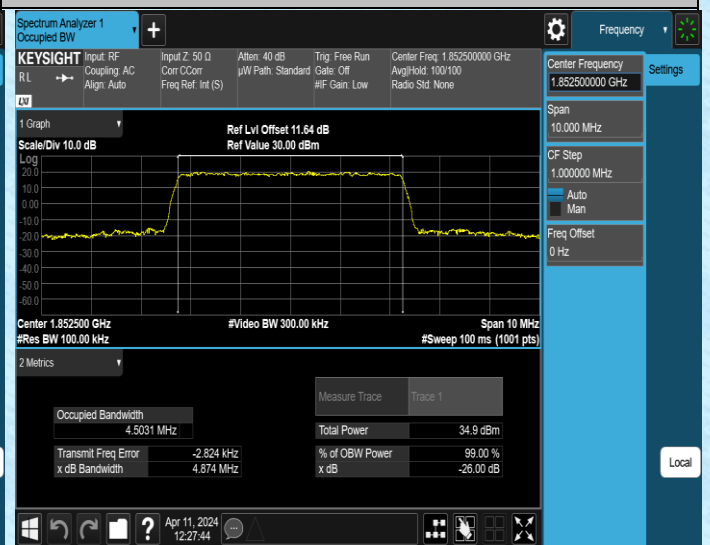 Spectrum Analyzer 1
Occupied BW
+
Frequency
KEYSIGHT
RL
LXI
Input: RF
Coupling: AC
Align: Auto
Input Z: 50 Ω
Corr CCorr
Freq Ref: Int (S)
Atten: 40 dB
µW Path: Standard
Trig: Free Run
Gate: Off
#IF Gain: Low
Center Freq: 1.852500000 GHz
Avg|Hold: 100/100
Radio Std: None
Center Frequency
1.852500000 GHz
Settings
Span
10.000 MHz
CF Step
1.000000 MHz
Auto
Man
Freq Offset
0 Hz
1 Graph
Scale/Div 10.0 dB
Ref Lvl Offset 11.64 dB
Ref Value 30.00 dBm
Log
20.0
10.0
0.00
-10.0
-20.0
-30.0
-40.0
-50.0
-60.0
Center 1.852500 GHz
#Video BW 300.00 kHz
Span 10 MHz
#Res BW 100.00 kHz
#Sweep 100 ms (1001 pts)
2 Metrics
Measure Trace
Trace 1
Occupied Bandwidth
4.5031 MHz
Total Power
34.9 dBm
Transmit Freq Error
-2.824 kHz
% of OBW Power
99.00 %
x dB Bandwidth
4.874 MHz
x dB
-26.00 dB
Local
?
Apr 11, 2024
12:27:44